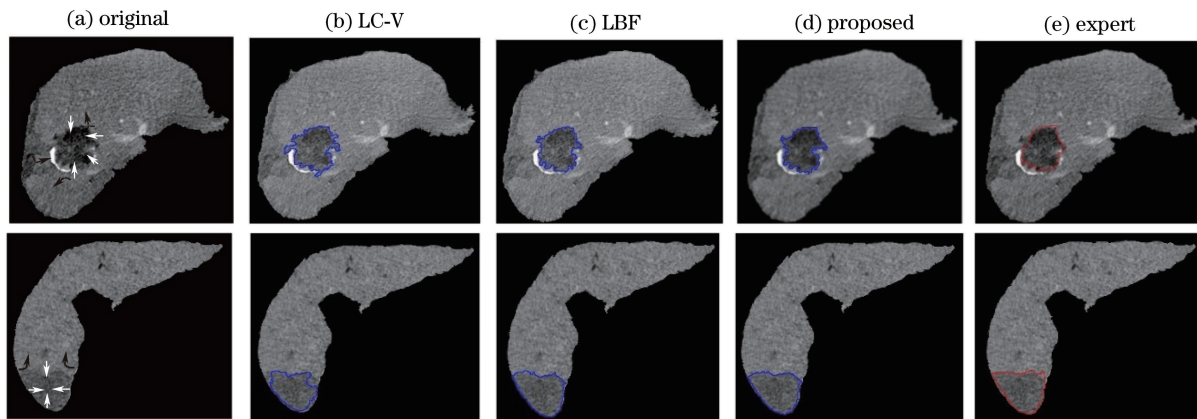 (a) original
(b) LC-V
(c) LBF
(d) proposed
(e) expert